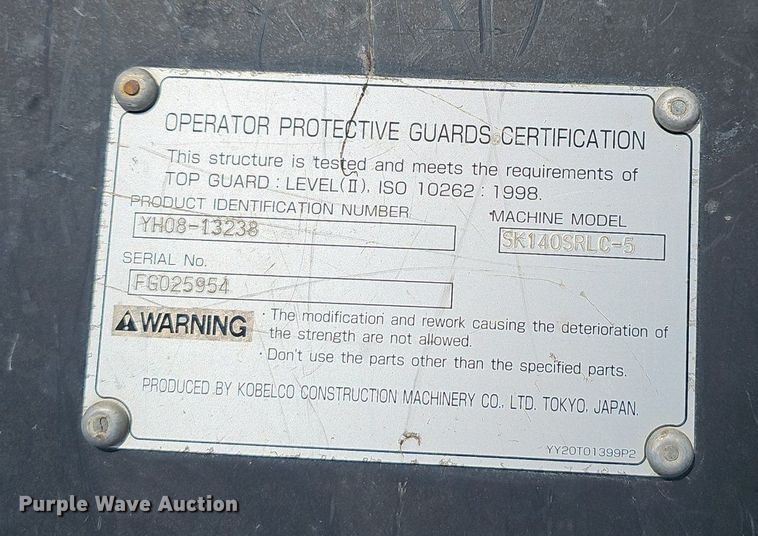 OPERATOR PROTECTIVE GUARDS CERTIFICATION
This structure is tested and meets the requirements of
TOP GUARD : LEVEL(II), ISO 10262 : 1998.
PRODUCT IDENTIFICATION NUMBER
YH08-13238
MACHINE MODEL
SK140SRLC-5
SERIAL No.
FG025954
WARNING
· The modification and rework causing the deterioration of
the strength are not allowed.
· Don't use the parts other than the specified parts.
PRODUCED BY KOBELCO CONSTRUCTION MACHINERY CO., LTD. TOKYO, JAPAN.
YY20T01399P2
Purple Wave Auction